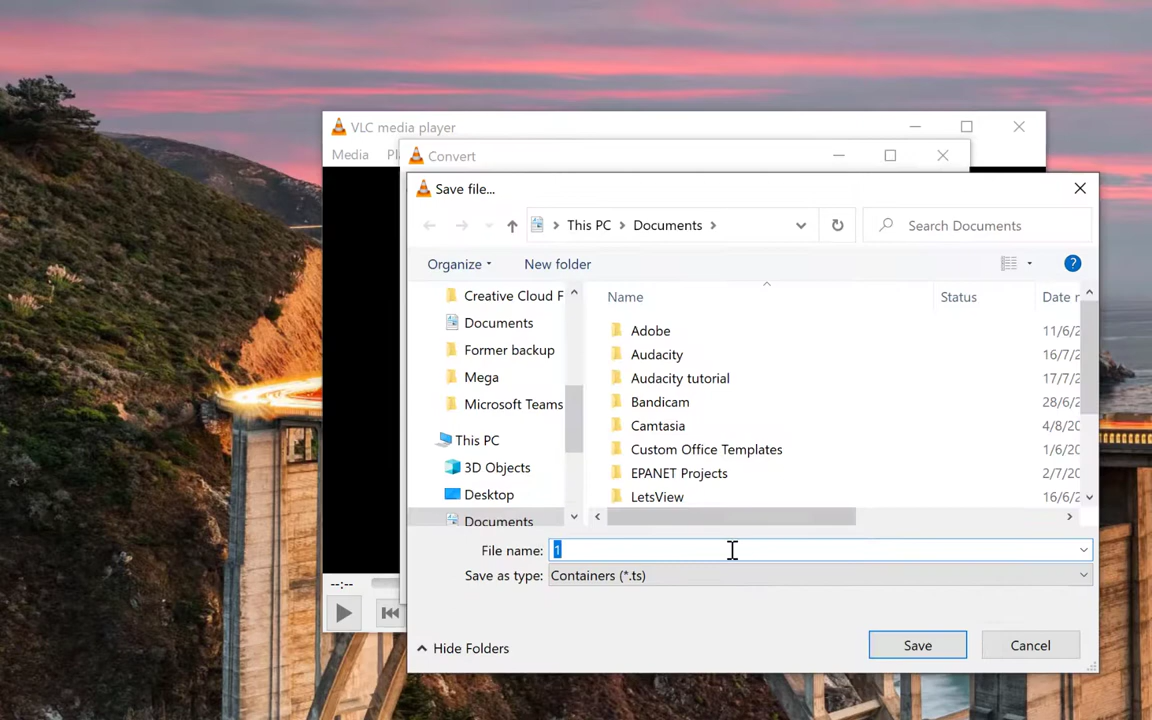 VLC media player
Media
Convert
Save file...
This PC
Documents
Search Documents
Organize
New folder
?
Name
Status
Creative Cloud F
Documents
Former backup
Mega
Microsoft Teams
This PC
3D Objects
Desktop
Documents
Adobe 11/6/2
Audacity 16/7/2
Audacity tutorial 17/7/2
Bandicam 28/6/2
Camtasia 4/8/20
Custom Office Templates 1/6/20
EPANET Projects 2/7/20
LetsView 16/6/2
--:--
File name: 1
Save as type: Containers (*.ts)
Hide Folders
Save
Cancel